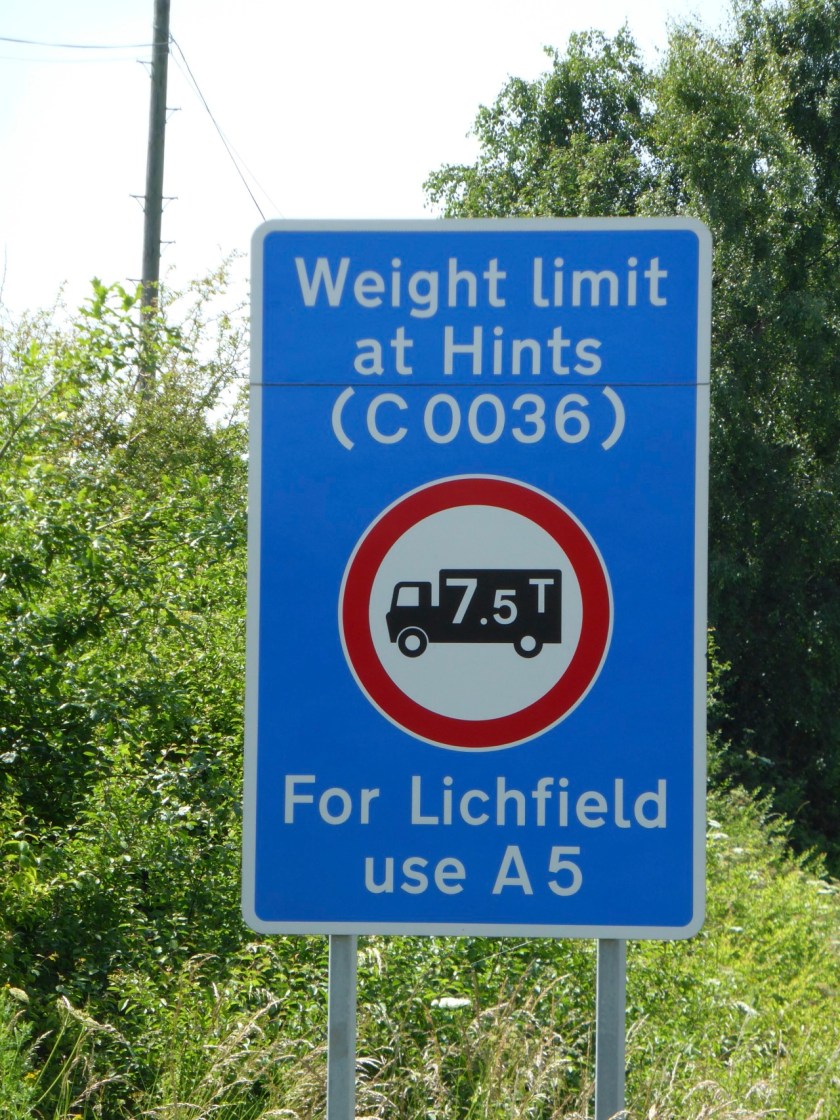 Weight limit
at Hints
(C0036)
7.5T
For Lichfield
use A5